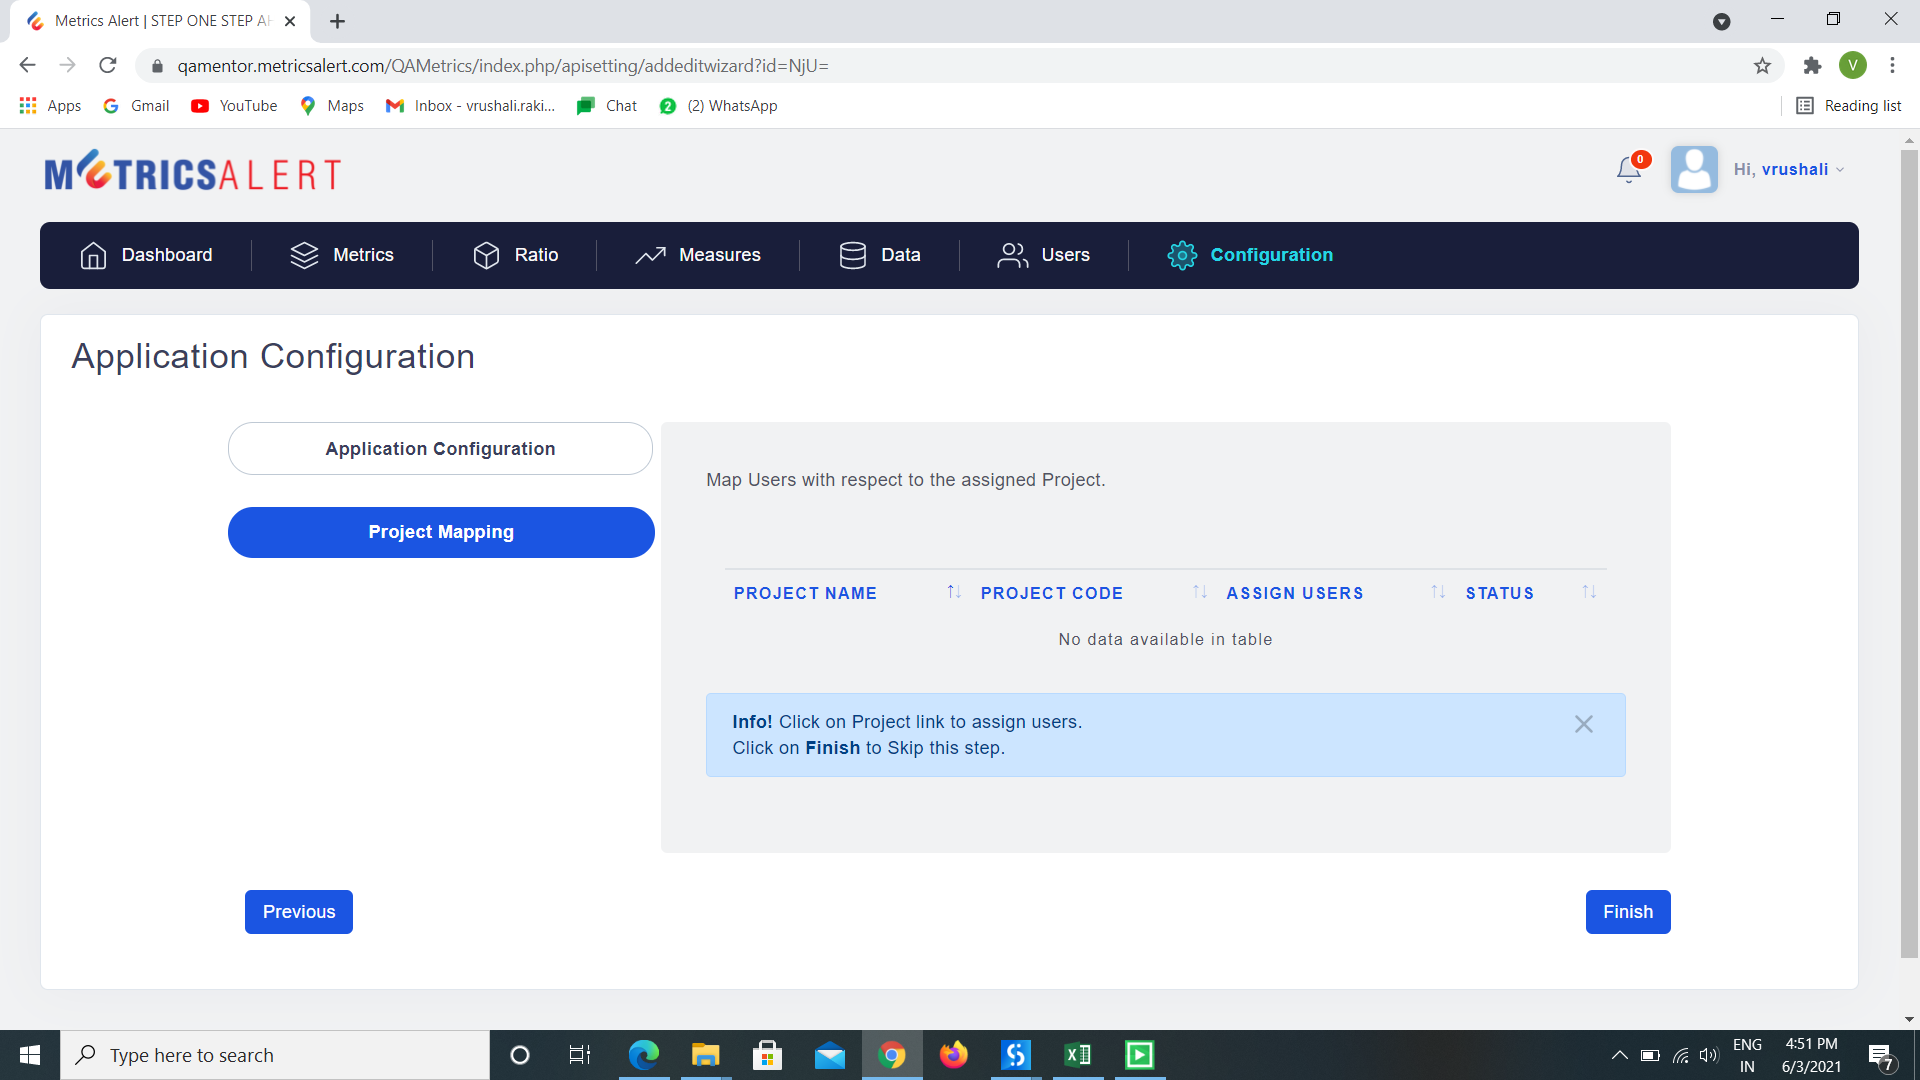 Metrics Alert | STEP ONE STEP AH
qamentor.metricsalert.com/QAMetrics/index.php/apisetting/addeditwizard?id=NjU=
V
Apps
Gmail
YouTube
Maps
Inbox - vrushali.raki...
Chat
2
(2) WhatsApp
Reading list
METRICSALERT
0
Hi, vrushali
Dashboard
Metrics
Ratio
Measures
Data
Users
Configuration
Application Configuration
Application Configuration
Project Mapping
Map Users with respect to the assigned Project.
PROJECT NAME PROJECT CODE ASSIGN USERS STATUS
No data available in table
Info! Click on Project link to assign users.
Click on Finish to Skip this step.
Previous
Finish
Type here to search
ENG
IN
4:51 PM
6/3/2021
7